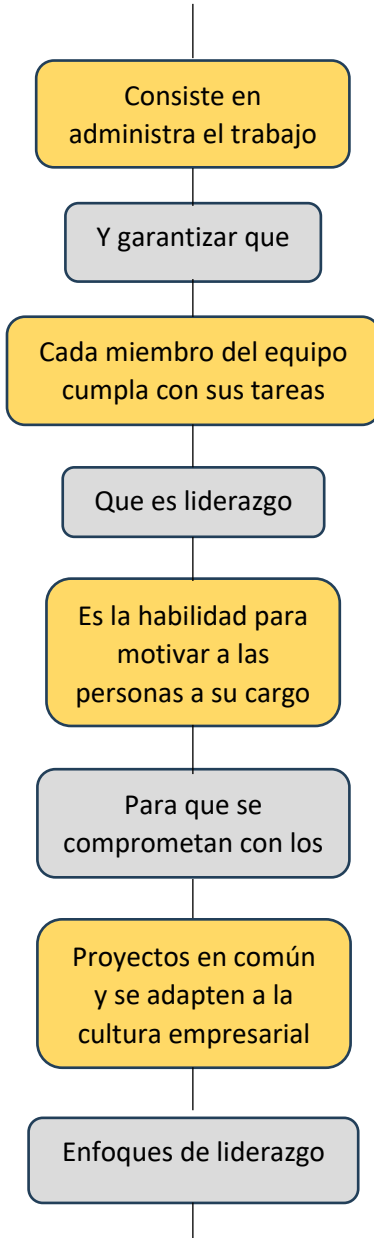 Consiste en
administra el trabajo
Y garantizar que
Cada miembro del equipo
cumpla con sus tareas
Que es liderazgo
Es la habilidad para
motivar a las
personas a su cargo
Para que se
comprometan con los
Proyectos en común
y se adapten a la
cultura empresarial
Enfoques de liderazgo